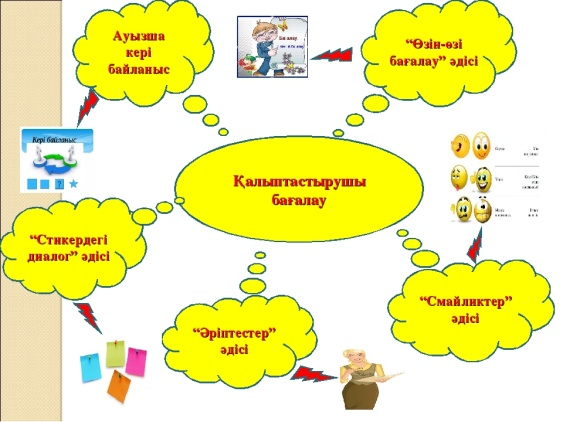 Ауызша
кері
байланыс
“Өзін-өзі
бағалау” әдісі
Кері байланыс
Қалыптастырушы
бағалау
“Стикердегі
диалог” әдісі
“Әріптестер”
әдісі
“Смайликтер”
әдісі